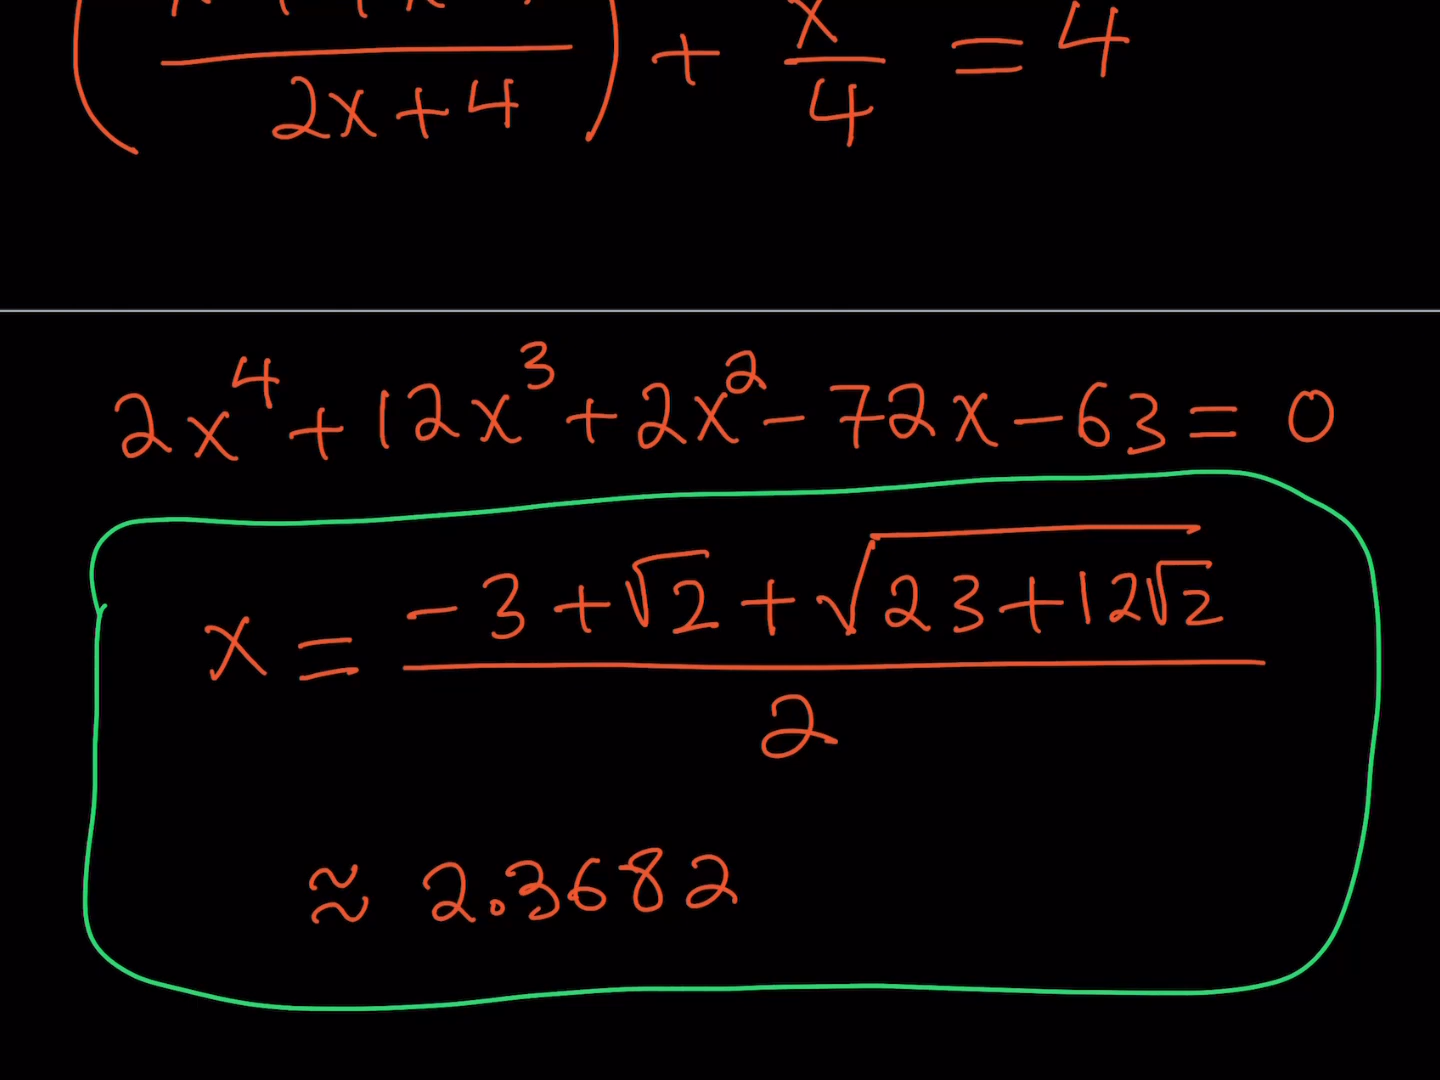 (/(2x+4)) + x/4 = 4
2x⁴ + 12x³ + 2x² - 72x - 63 = 0
x = (-3 + √2 + √(23 + 12√2))/2
≈ 2.3682